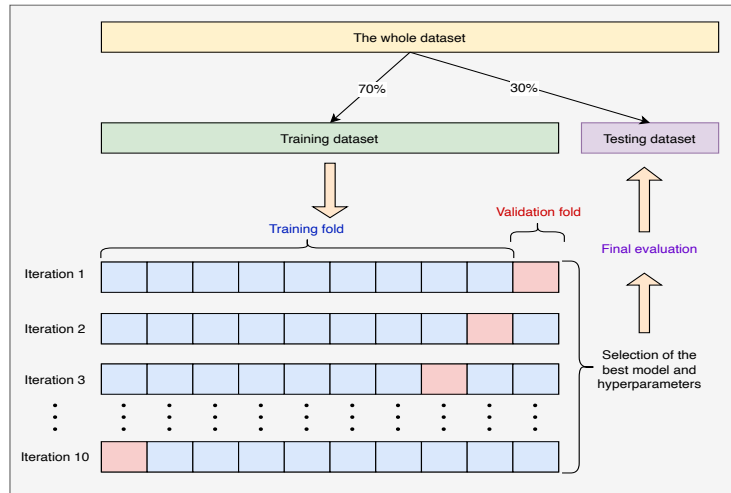 The whole dataset
70%
30%
Training dataset
Testing dataset
Validation fold
Training fold
Final evaluation
Iteration 1
Iteration 2
Selection of the
best model and
hyperparameters
Iteration 3
Iteration 10